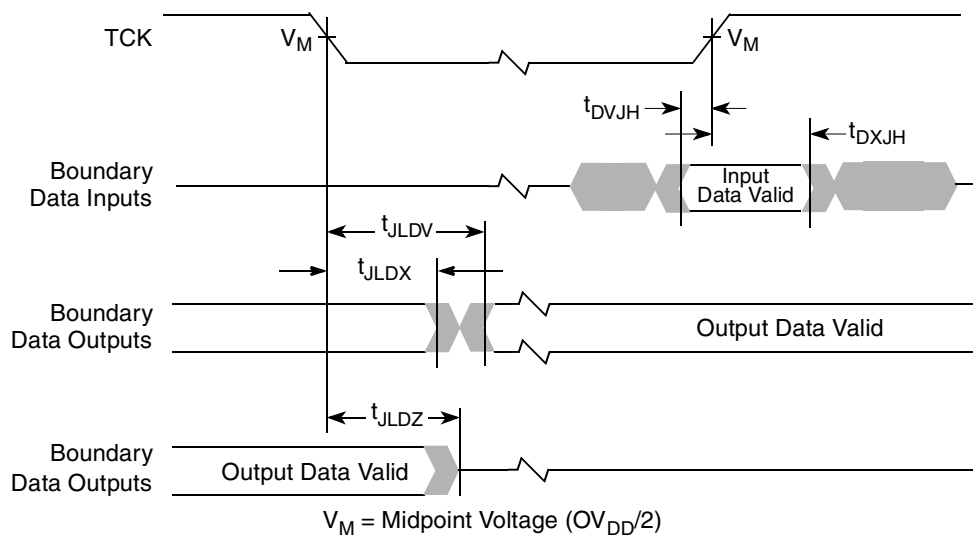 TCK
VM
VM
tDVJH
tDXJH
Boundary
Data Inputs
Input
Data Valid
tJLDV
tJLDX
Boundary
Data Outputs
Output Data Valid
tJLDZ
Boundary
Data Outputs
Output Data Valid
VM = Midpoint Voltage (OVDD/2)